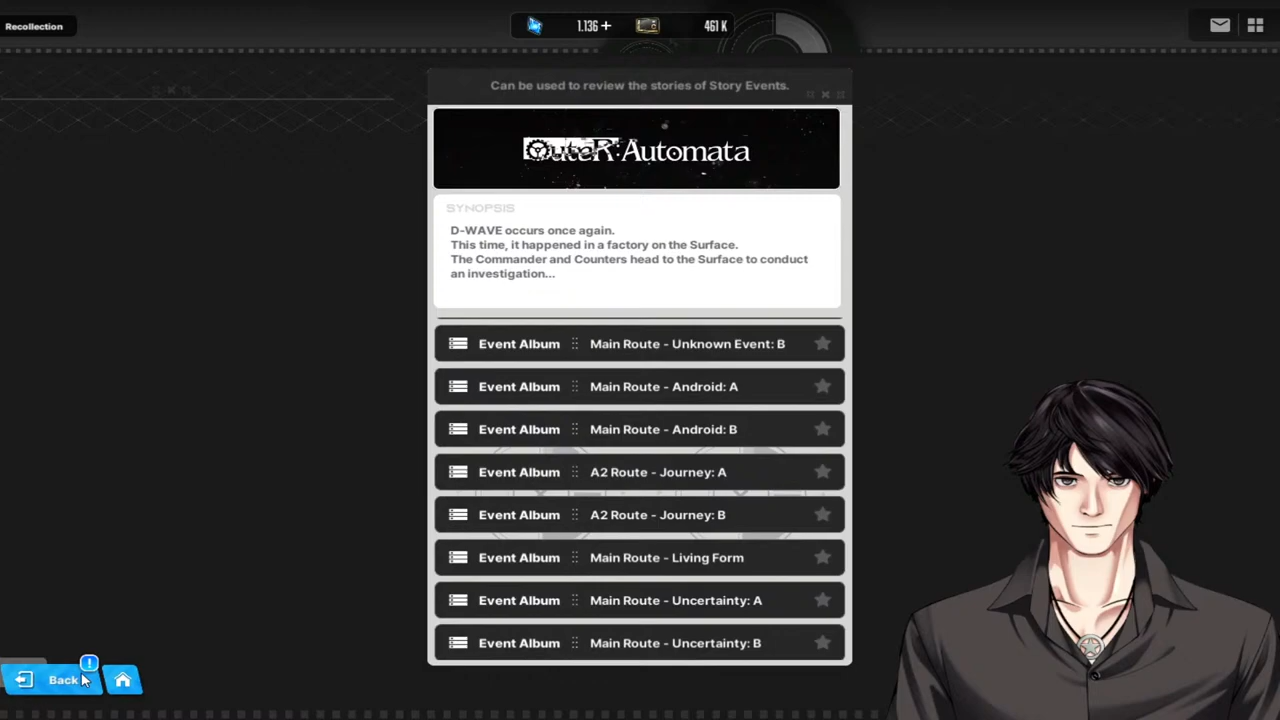 Recollection
1.136 +
461 K
Can be used to review the stories of Story Events.
OuteR:Automata
SYNOPSIS
D-WAVE occurs once again.
This time, it happened in a factory on the Surface.
The Commander and Counters head to the Surface to conduct
an investigation...
Event Album :: Main Route - Unknown Event: B
Event Album :: Main Route - Android: A
Event Album :: Main Route - Android: B
Event Album :: A2 Route - Journey: A
Event Album :: A2 Route - Journey: B
Event Album :: Main Route - Living Form
Event Album :: Main Route - Uncertainty: A
Event Album :: Main Route - Uncertainty: B
!
Back